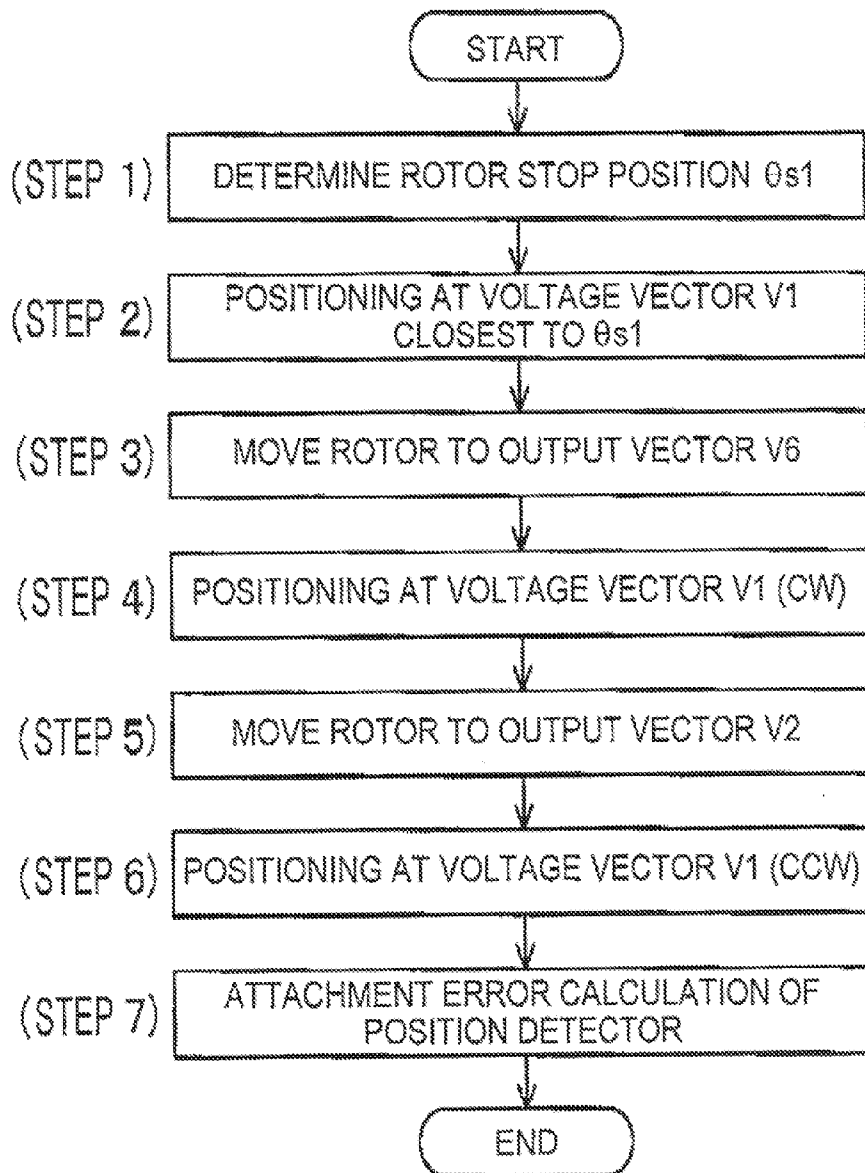 START
(STEP 1) DETERMINE ROTOR STOP POSITION θs1
(STEP 2) POSITIONING AT VOLTAGE VECTOR V1
CLOSEST TO θs1
(STEP 3) MOVE ROTOR TO OUTPUT VECTOR V6
(STEP 4) POSITIONING AT VOLTAGE VECTOR V1 (CW)
(STEP 5) MOVE ROTOR TO OUTPUT VECTOR V2
(STEP 6) POSITIONING AT VOLTAGE VECTOR V1 (CCW)
(STEP 7) ATTACHMENT ERROR CALCULATION OF
POSITION DETECTOR
END